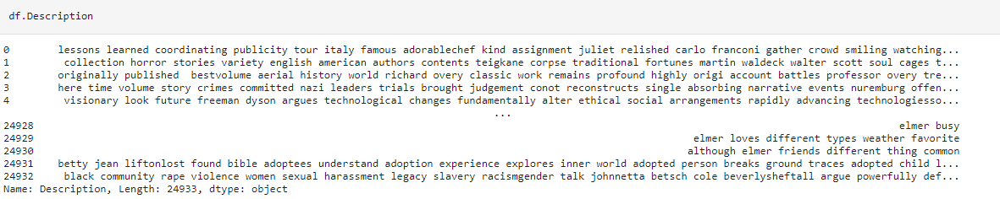 df.Description
0 lessons learned coordinating publicity tour italy famous adorablechef kind assignment juliet relished carlo franconi gather crowd smiling watching...
1 collection horror stories variety english american authors contents teigkane corpse traditional fortunes martin waldeck walter scott soul cages t...
2 originally published  bestvolume aerial history world richard overy classic work remains profound highly origi account battles professor overy tre...
3 here time volume story crimes committed nazi leaders trials brought judgement conot reconstructs single absorbing narrative events nuremburg offen...
4 visionary look future freeman dyson argues technological changes fundamentally alter ethical social arrangements rapidly advancing technologiesso...
...
24928 elmer busy
24929 elmer loves different types weather favorite
24930 although elmer friends different thing common
24931 betty jean liftonlost found bible adoptees understand adoption experience explores inner world adopted person breaks ground traces adopted child l...
24932 black community rape violence women sexual harassment legacy slavery racismgender talk johnnetta betsch cole beverlysheftall argue powerfully def...
Name: Description, Length: 24933, dtype: object